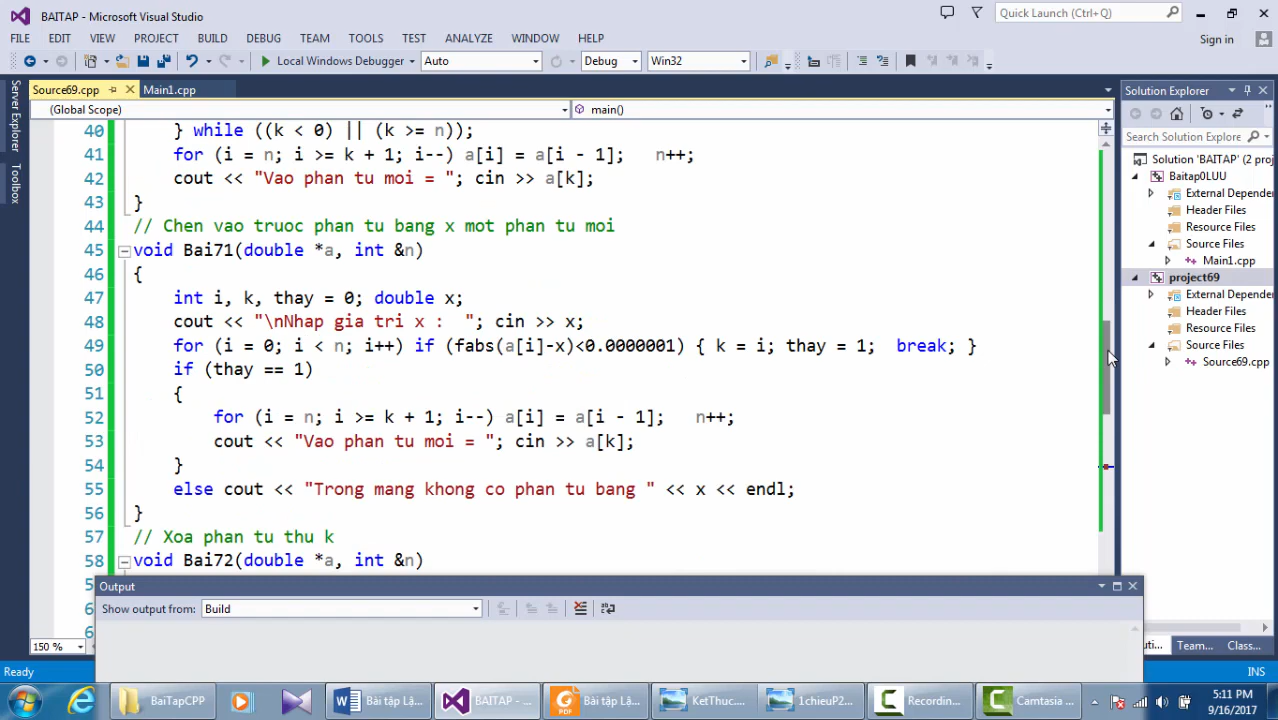 BAITAP - Microsoft Visual Studio
Quick Launch (Ctrl+Q)
FILE EDIT VIEW PROJECT BUILD DEBUG TEAM TOOLS TEST ANALYZE WINDOW HELP
Sign in
Local Windows Debugger Auto Debug Win32
Server Explorer
Toolbox
Source69.cpp Main1.cpp
(Global Scope) main()
40 } while ((k < 0) || (k >= n));
41 for (i = n; i >= k + 1; i--) a[i] = a[i - 1]; n++;
42 cout << "Vao phan tu moi = "; cin >> a[k];
43 }
44 // Chen vao truoc phan tu bang x mot phan tu moi
45 void Bai71(double *a, int &n)
46 {
47 int i, k, thay = 0; double x;
48 cout << "\nNhap gia tri x :  "; cin >> x;
49 for (i = 0; i < n; i++) if (fabs(a[i]-x)<0.0000001) { k = i; thay = 1; break; }
50 if (thay == 1)
51 {
52 for (i = n; i >= k + 1; i--) a[i] = a[i - 1]; n++;
53 cout << "Vao phan tu moi = "; cin >> a[k];
54 }
55 else cout << "Trong mang khong co phan tu bang " << x << endl;
56 }
57 // Xoa phan tu thu k
58 void Bai72(double *a, int &n)
Solution Explorer
Search Solution Explore
Solution 'BAITAP' (2 proj
Baitap0LUU
External Depender
Header Files
Resource Files
Source Files
Main1.cpp
project69
External Depende
Header Files
Resource Files
Source Files
Source69.cpp
Output
Show output from: Build
150 %
Team... Class...
Ready INS
BaiTapCPP
Bài tập Lậ...
BAITAP - ...
Bài tập Lậ...
KetThuc...
1chieuP2...
Recordin...
Camtasia ...
5:11 PM
9/16/2017